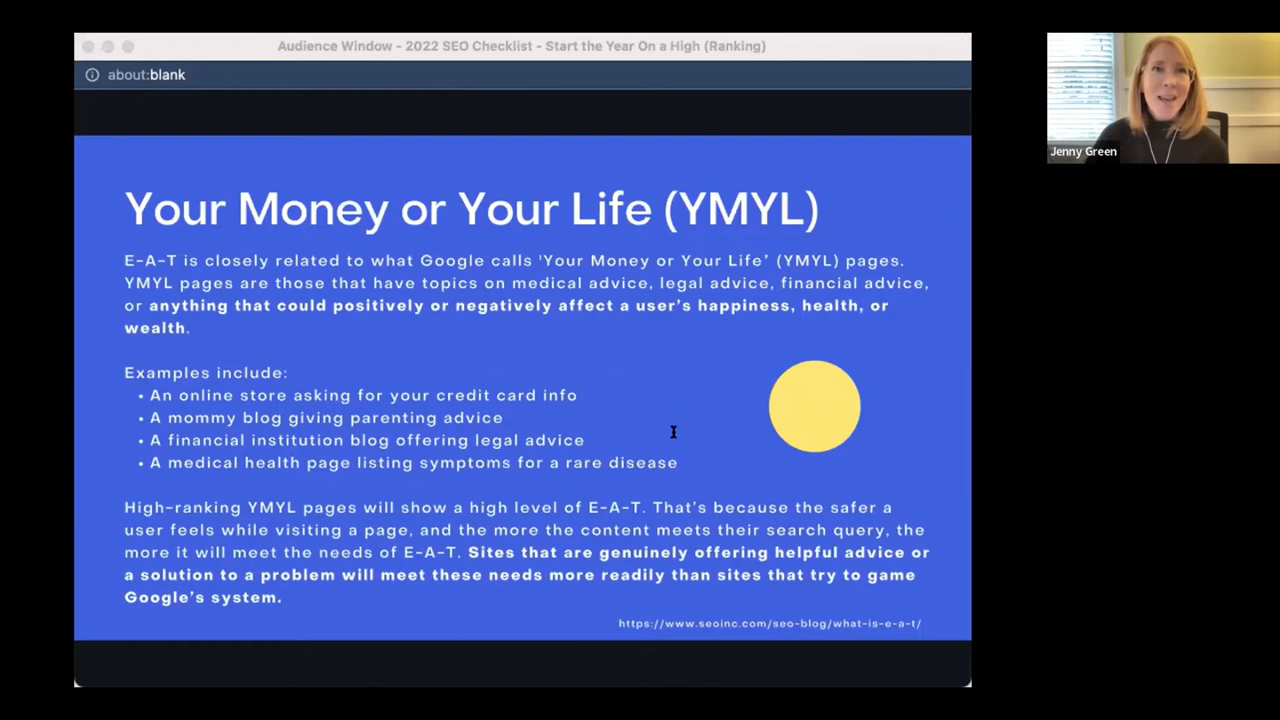 Audience Window - 2022 SEO Checklist - Start the Year On a High (Ranking)
about:blank
Jenny Green
Your Money or Your Life (YMYL)
E-A-T is closely related to what Google calls 'Your Money or Your Life' (YMYL) pages.
YMYL pages are those that have topics on medical advice, legal advice, financial advice,
or anything that could positively or negatively affect a user's happiness, health, or
wealth.
Examples include:
• An online store asking for your credit card info
• A mommy blog giving parenting advice
• A financial institution blog offering legal advice
• A medical health page listing symptoms for a rare disease
High-ranking YMYL pages will show a high level of E-A-T. That's because the safer a
user feels while visiting a page, and the more the content meets their search query, the
more it will meet the needs of E-A-T. Sites that are genuinely offering helpful advice or
a solution to a problem will meet these needs more readily than sites that try to game
Google's system.
https://www.seoinc.com/seo-blog/what-is-e-a-t/